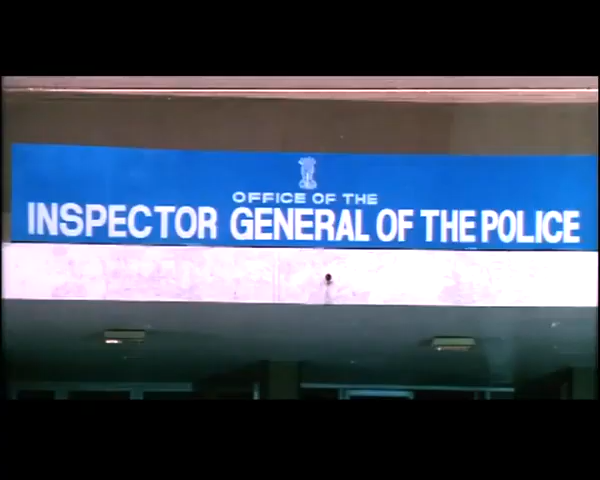 OFFICE OF THE
INSPECTOR GENERAL OF THE POLICE